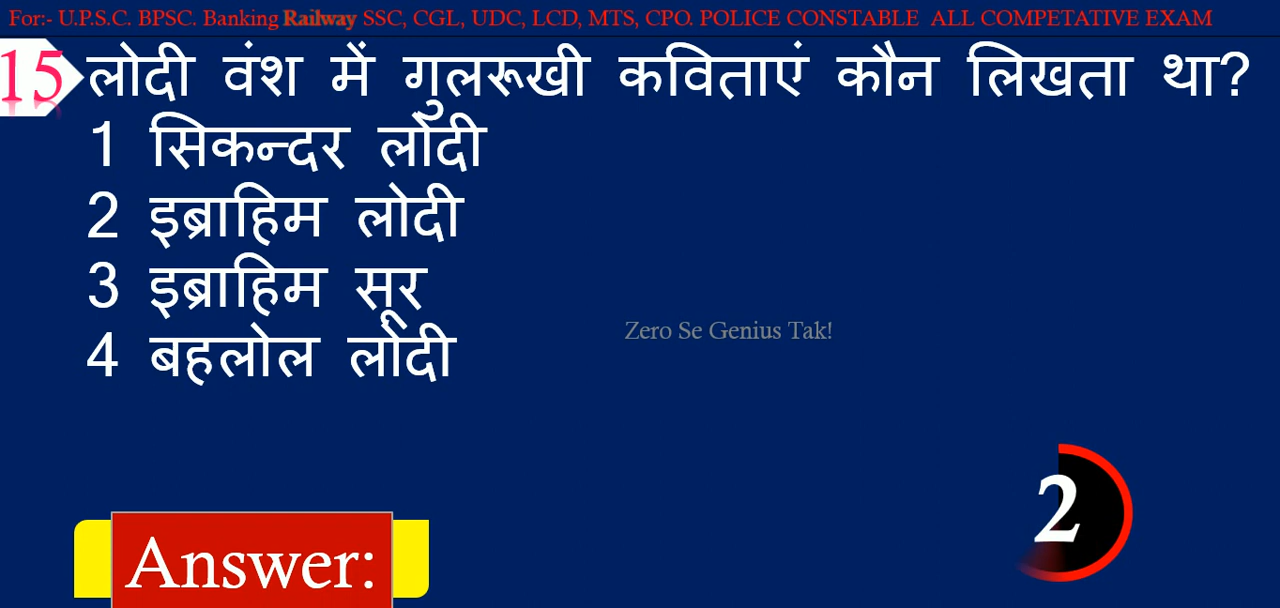 For:- U.P.S.C. BPSC. Banking Railway SSC, CGL, UDC, LCD, MTS, CPO. POLICE CONSTABLE ALL COMPETATIVE EXAM
15 लोदी वंश में गुलरूखी कविताएं कौन लिखता था?
1 सिकन्दर लोदी
2 इब्राहिम लोदी
3 इब्राहिम सूर
Zero Se Genius Tak!
4 बहलोल लोदी
2
Answer: